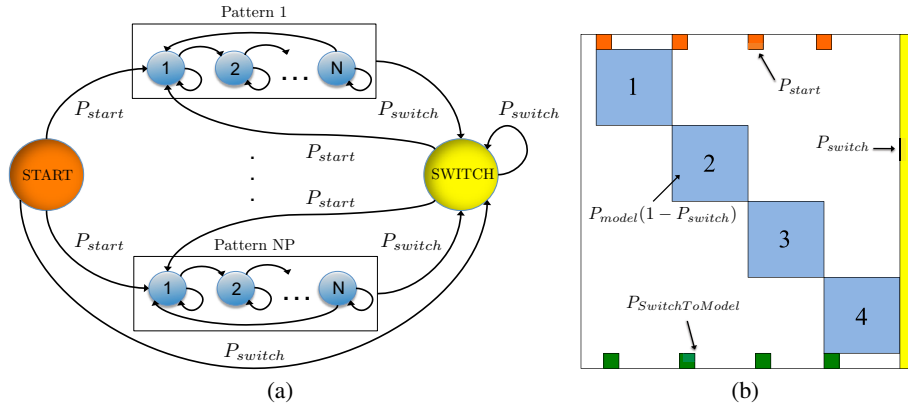 Pattern 1
1 2 ... N
P_start
P_switch
P_switch
P_start
START
SWITCH
.
.
.
P_start
P_start
P_switch
Pattern NP
1 2 ... N
P_switch
(a)
1
P_start
P_switch
2
P_model(1 − P_switch)
3
P_SwitchToModel
4
(b)